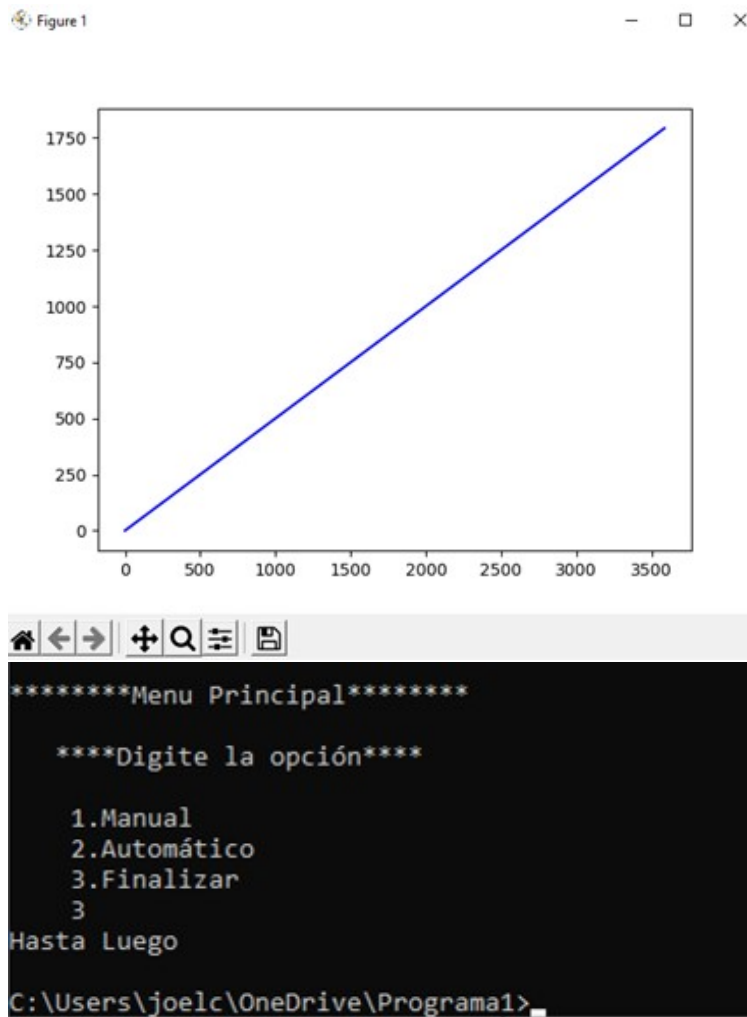 Figure 1
1750
1500
1250
1000
750
500
250
0
0 500 1000 1500 2000 2500 3000 3500
********Menu Principal********
****Digite la opción****
1.Manual
2.Automático
3.Finalizar
3
Hasta Luego
C:\Users\joelc\OneDrive\Programa1>_